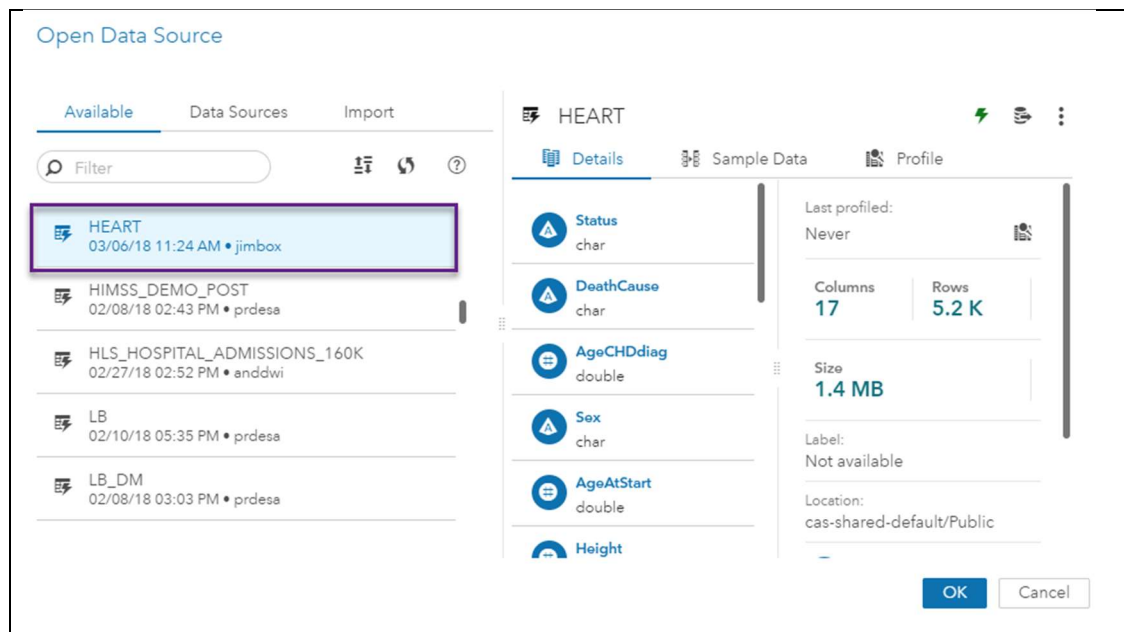 Open Data Source
Available Data Sources Import
Filter
HEART
03/06/18 11:24 AM • jimbox
HIMSS_DEMO_POST
02/08/18 02:43 PM • prdesa
HLS_HOSPITAL_ADMISSIONS_160K
02/27/18 02:52 PM • anddwi
LB
02/10/18 05:35 PM • prdesa
LB_DM
02/08/18 03:03 PM • prdesa
HEART
Details Sample Data Profile
Status
char
DeathCause
char
AgeCHDdiag
double
Sex
char
AgeAtStart
double
Height
Last profiled:
Never
Columns Rows
17 5.2 K
Size
1.4 MB
Label:
Not available
Location:
cas-shared-default/Public
OK Cancel